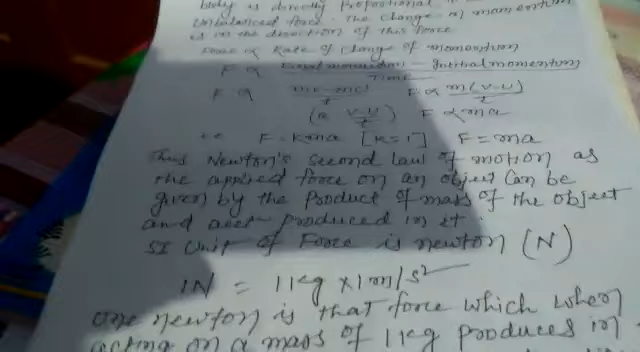 body is directly proportional to
Unbalanced force. The change of momentum
is in the direction of this force
Force ∝ Rate of change of momentum
F ∝ Final momentum - Initial momentum / Time
F ∝ mv-mu / t F ∝ m(v-u) / t
(a v-u / t) F ∝ ma
F = kma [k=1] F = ma
Thus Newton's second law of motion as
the applied force on an object can be
given by the product of mass of the object
and accn produced in it.
SI Unit of Force is newton (N)
1N = 1kg x 1m/s²
One newton is that force which when
acting on a mass of 1kg produces in